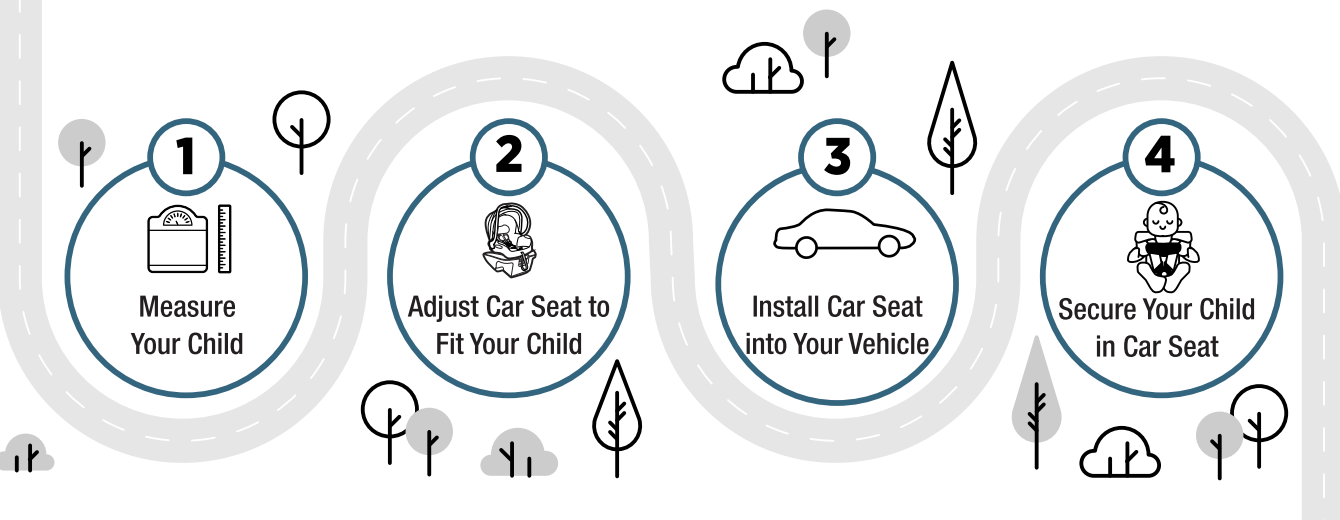 1
Measure
Your Child
2
Adjust Car Seat to
Fit Your Child
3
Install Car Seat
into Your Vehicle
4
Secure Your Child
in Car Seat